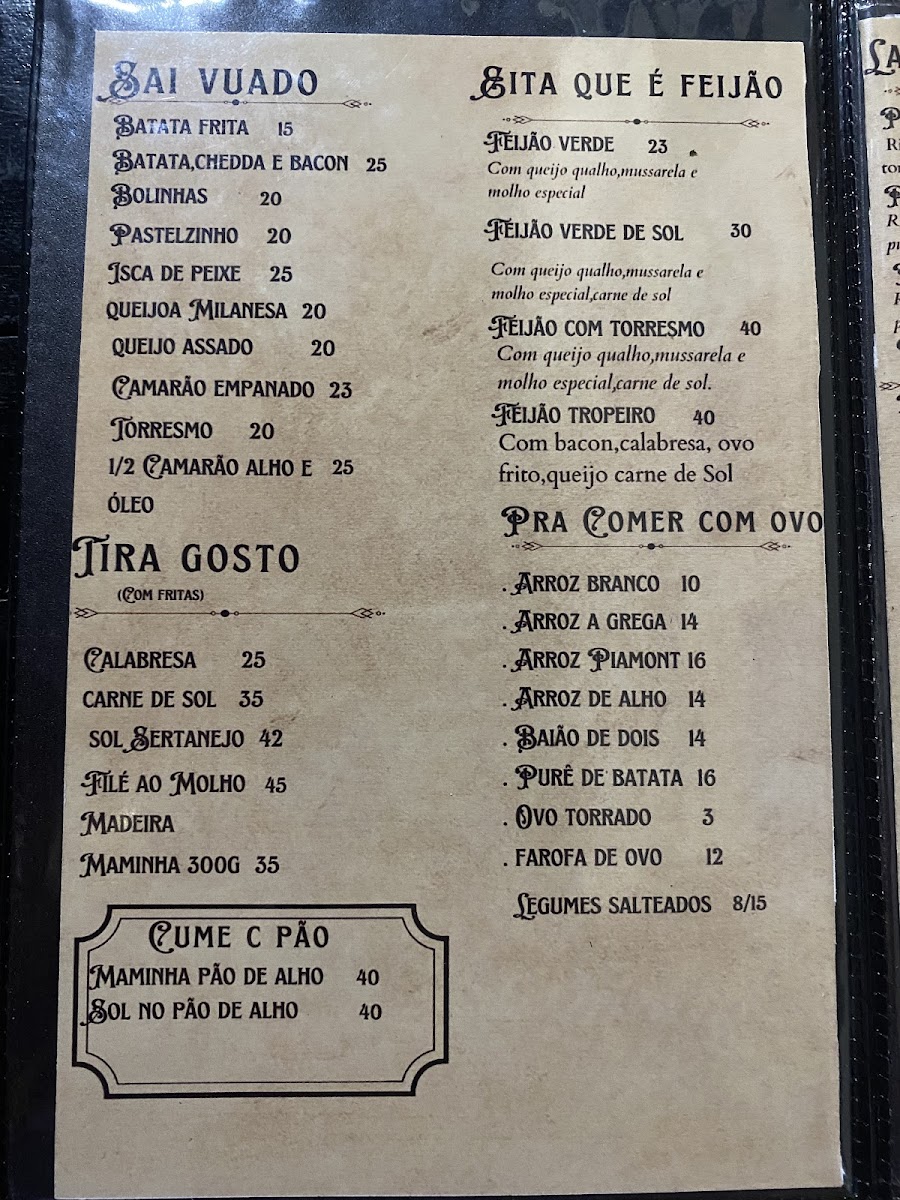 Sai vuado
Batata frita 15
Batata,chedda e bacon 25
Bolinhas 20
Pastelzinho 20
Isca de peixe 25
queijoa Milanesa 20
queijo assado 20
Camarão empanado 23
Torresmo 20
1/2 Camarão alho e 25
óleo
Tira gosto
(Com fritas)
Calabresa 25
carne de sol 35
sol Sertanejo 42
Filé ao Molho 45
Madeira
Maminha 300g 35
Cume c pão
Maminha pão de alho 40
Sol no pão de alho 40
Eita que é feijão
Feijão verde 23
Com queijo qualho,mussarela e
molho especial
Feijão verde de sol 30
Com queijo qualho,mussarela e
molho especial,carne de sol
Feijão com torresmo 40
Com queijo qualho,mussarela e
molho especial,carne de sol.
Feijão tropeiro 40
Com bacon,calabresa, ovo
frito,queijo carne de Sol
Pra Comer com ovo
. Arroz branco 10
. Arroz a grega 14
. Arroz Piamont 16
. Arroz de alho 14
. Baião de dois 14
. Purê de batata 16
. Ovo torrado 3
. farofa de ovo 12
Legumes salteados 8/15